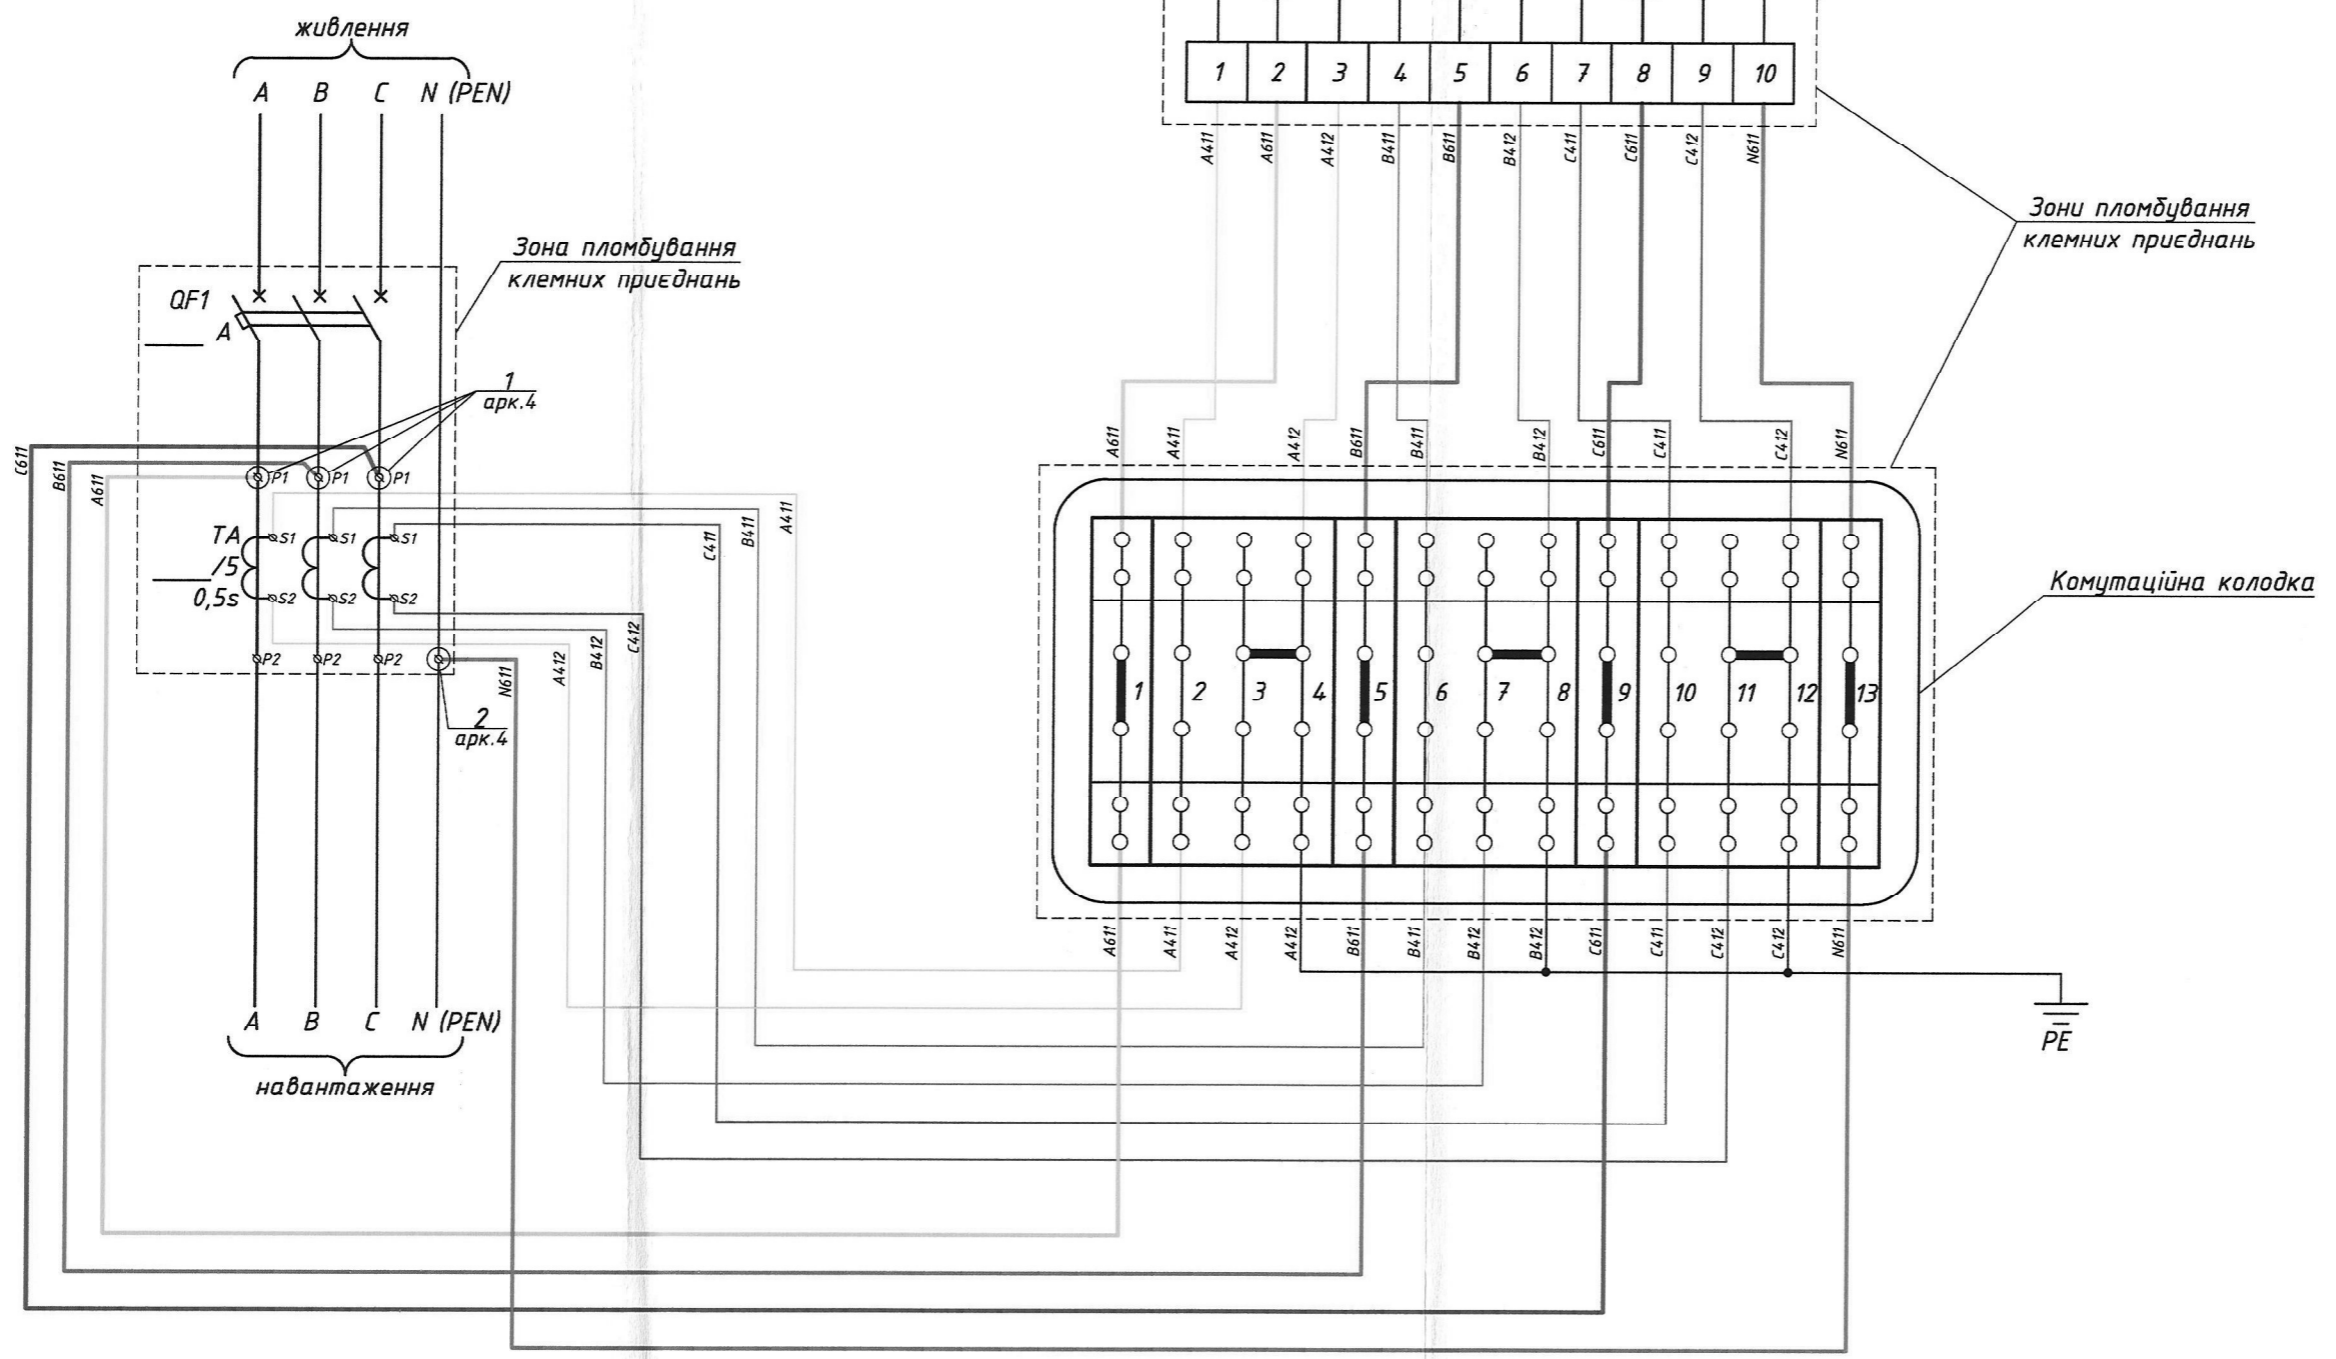 живлення
A B C N (PEN)
QF1
A
Зона пломбування
клемних приєднань
1
арк.4
C611
B611
A611
P1 P1 P1
TA
/5
0,5s
S1 S1 S1
S2 S2 S2
P2 P2 P2
2
арк.4
N611
A412
B412
C412
C411
B411
A411
A B C N (PEN)
навантаження
1 2 3 4 5 6 7 8 9 10
A411 A611 A412 B411 B611 B412 C411 C611 C412 N611
Зони пломбування
клемних приєднань
A611 A411 A412 B611 B411 B412 C611 C411 C412 N611
Комутаційна колодка
1 2 3 4 5 6 7 8 9 10 11 12 13
A611 A411 A412 A412 B611 B411 B412 B412 C611 C411 C412 C412 N611
PE